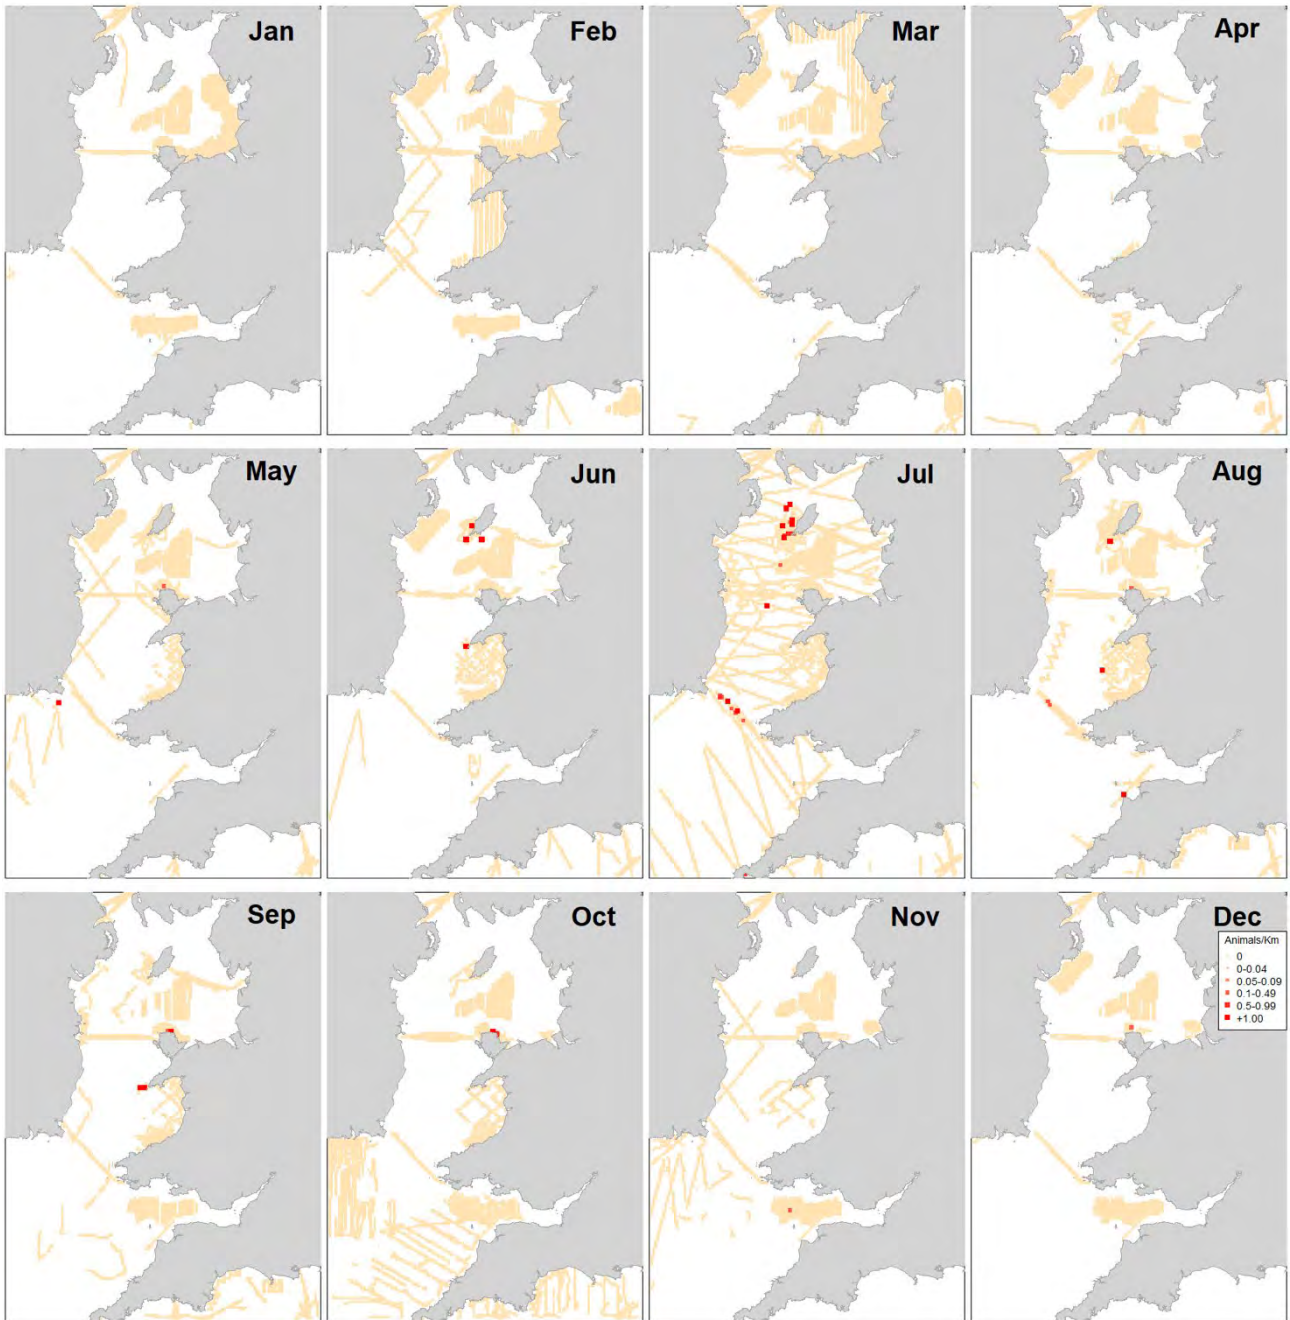 Jan
Feb
Mar
Apr
May
Jun
Jul
Aug
Sep
Oct
Nov
Dec
Animals/Km
0
0-0.04
0.05-0.09
0.1-0.49
0.5-0.99
+1.00